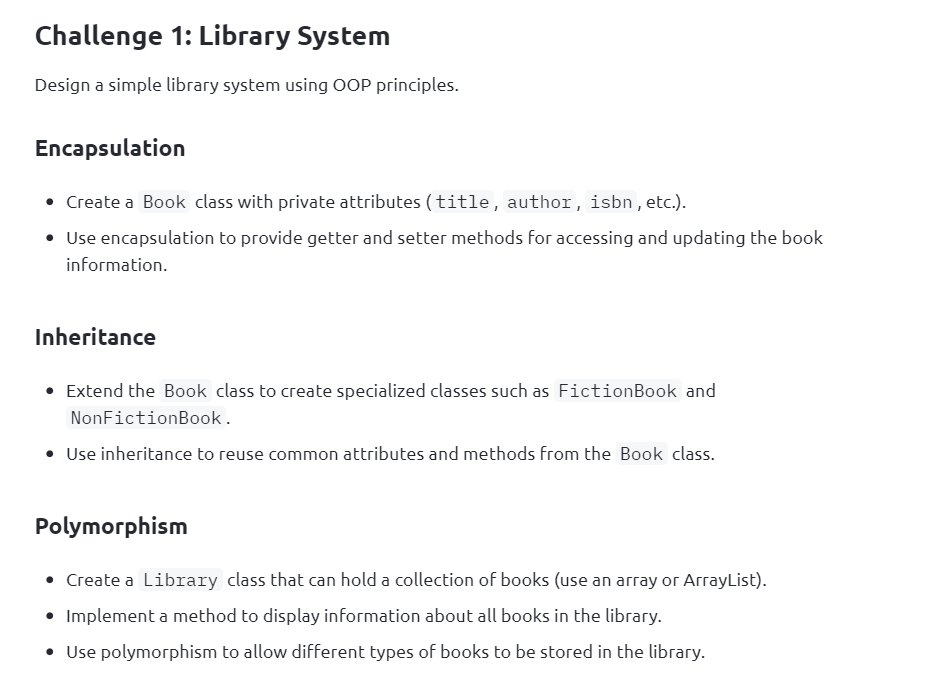 Challenge 1: Library System
Design a simple library system using OOP principles.
Encapsulation
• Create a Book class with private attributes (title, author, isbn, etc.).
• Use encapsulation to provide getter and setter methods for accessing and updating the book
information.
Inheritance
• Extend the Book class to create specialized classes such as FictionBook and
NonFictionBook.
• Use inheritance to reuse common attributes and methods from the Book class.
Polymorphism
• Create a Library class that can hold a collection of books (use an array or ArrayList).
• Implement a method to display information about all books in the library.
• Use polymorphism to allow different types of books to be stored in the library.